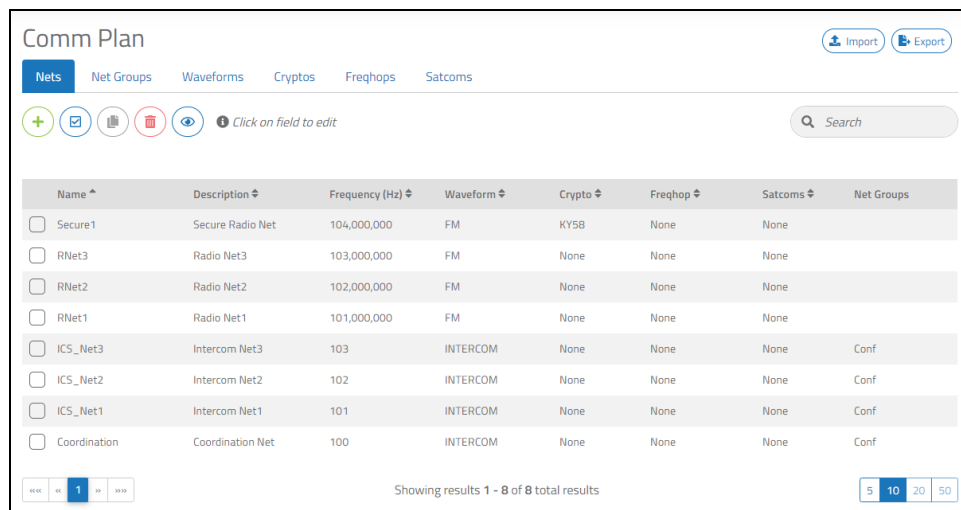 Comm Plan
Import Export
Nets Net Groups Waveforms Cryptos Freqhops Satcoms
Click on field to edit
Search
Name Description Frequency (Hz) Waveform Crypto Freqhop Satcoms Net Groups
Secure1 Secure Radio Net 104,000,000 FM KY58 None None
RNet3 Radio Net3 103,000,000 FM None None None
RNet2 Radio Net2 102,000,000 FM None None None
RNet1 Radio Net1 101,000,000 FM None None None
ICS_Net3 Intercom Net3 103 INTERCOM None None None Conf
ICS_Net2 Intercom Net2 102 INTERCOM None None None Conf
ICS_Net1 Intercom Net1 101 INTERCOM None None None Conf
Coordination Coordination Net 100 INTERCOM None None None Conf
«« « 1 » »» Showing results 1 - 8 of 8 total results 5 10 20 50